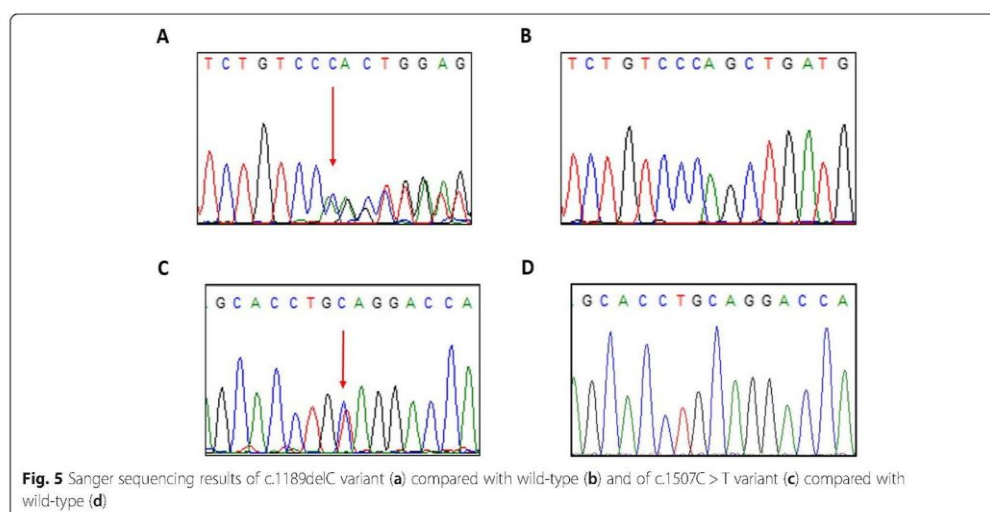 A
B
T C T G T C C C A C T G G A G
T C T G T C C C A G C T G A T G
C
D
G C A C C T G C A G G A C C A
G C A C C T G C A G G A C C A
Fig. 5 Sanger sequencing results of c.1189delC variant (a) compared with wild-type (b) and of c.1507C > T variant (c) compared with
wild-type (d)